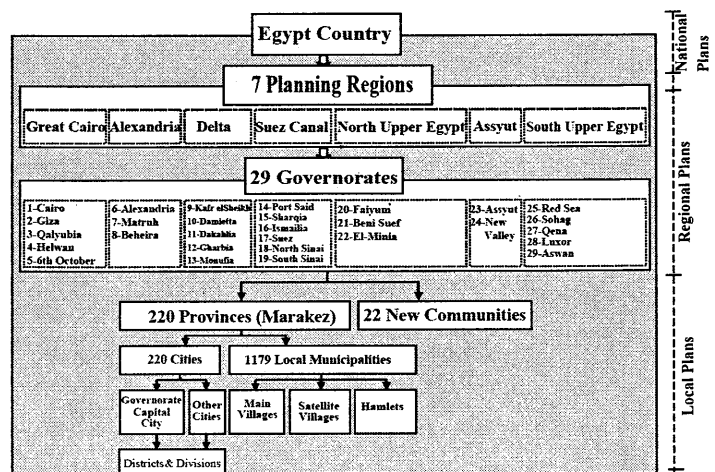 Egypt Country
7 Planning Regions
Great Cairo
Alexandria
Delta
Suez Canal
North Upper Egypt
Assyut
South Upper Egypt
29 Governorates
1-Cairo
2-Giza
3-Qalyubia
4-Helwan
5-6th October
6-Alexandria
7-Matruh
8-Beheira
9-Kafr elSheikh
10-Damietta
11-Dakahlia
12-Gharbia
13-Monufia
14-Port Said
15-Sharqia
16-Ismailia
17-Suez
18-North Sinai
19-South Sinai
20-Faiyum
21-Beni Suef
22-El-Minia
23-Assyut
24-New
Valley
25-Red Sea
26-Sohag
27-Qena
28-Luxor
29-Aswan
220 Provinces (Marakez)
22 New Communities
220 Cities
1179 Local Municipalities
Governorate
Capital
City
Other
Cities
Main
Villages
Satellite
Villages
Hamlets
Districts& Divisions
National
Plans
Regional Plans
Local Plans